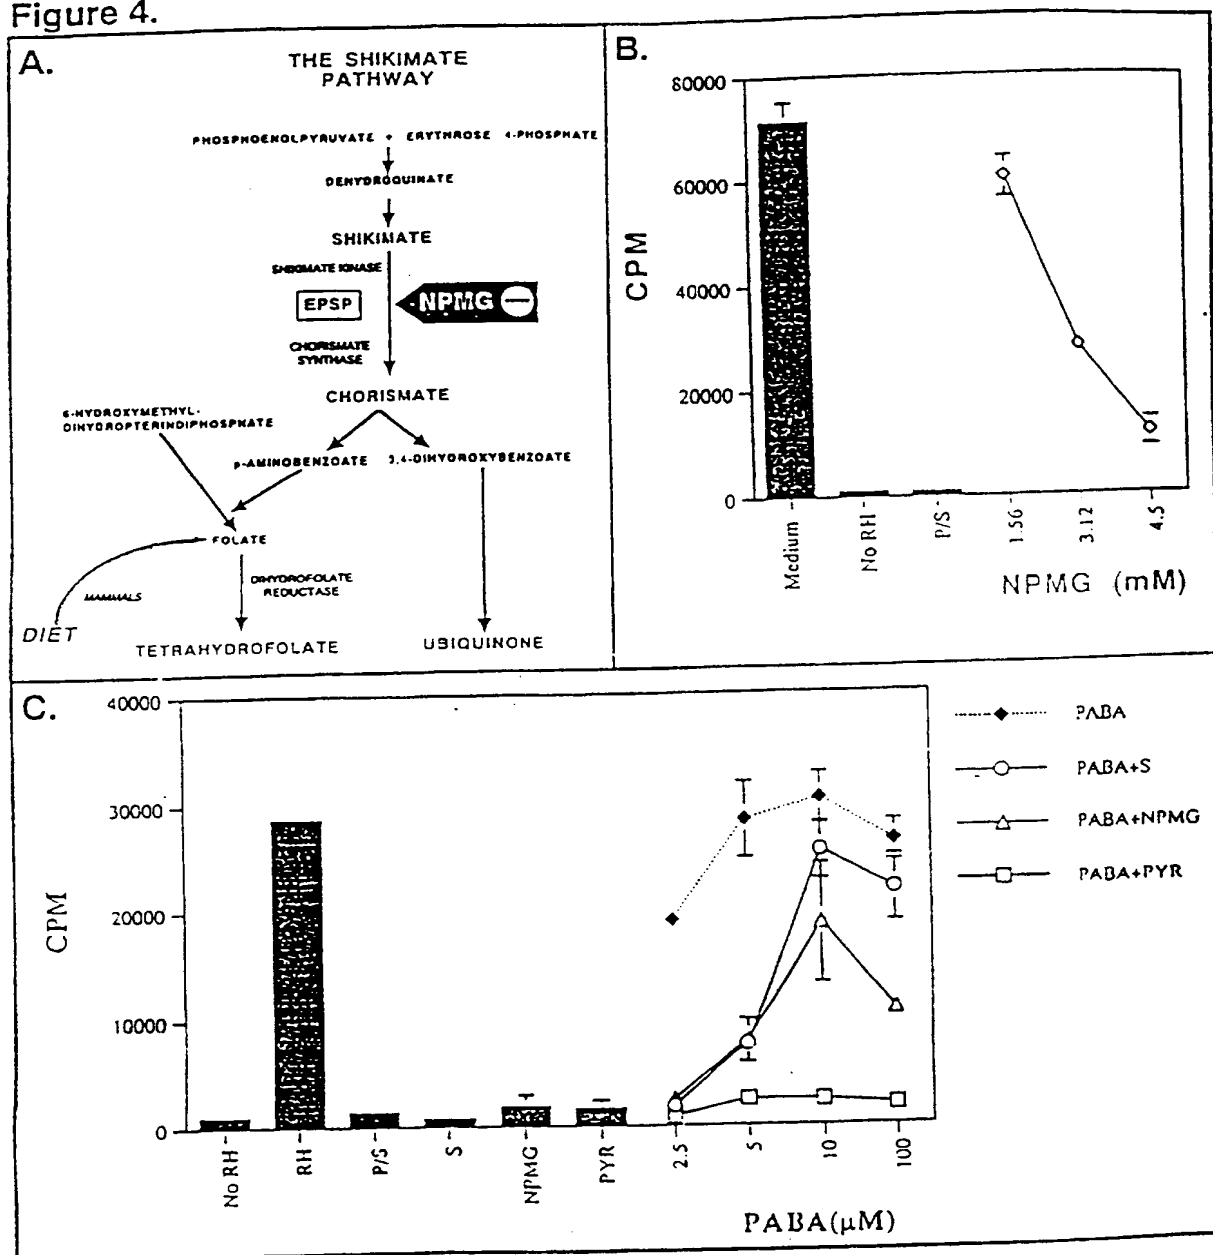 Figure 4.
A.
THE SHIKIMATE
PATHWAY
PHOSPHOENOLPYRUVATE + ERYTHROSE 4-PHOSPHATE
DEHYDROQUINATE
SHIKIMATE
SHIKIMATE KINASE
EPSP
NPMG −
CHORISMATE
SYNTHASE
CHORISMATE
6-HYDROXYMETHYL-
DIHYDROPTERINDIPHOSPHATE
p-AMINOBENZOATE
3,4-DIHYDROXYBENZOATE
FOLATE
DIHYDROFOLATE
REDUCTASE
MAMMALS
DIET
TETRAHYDROFOLATE
UBIQUINONE
B.
80000
60000
40000
20000
0
CPM
Medium
No RH
P/S
1.56
3.12
4.5
NPMG (mM)
C.
40000
30000
20000
10000
0
CPM
No RH
RH
P/S
S
NPMG
PYR
2.5
5
10
100
PABA(μM)
PABA
PABA+S
PABA+NPMG
PABA+PYR